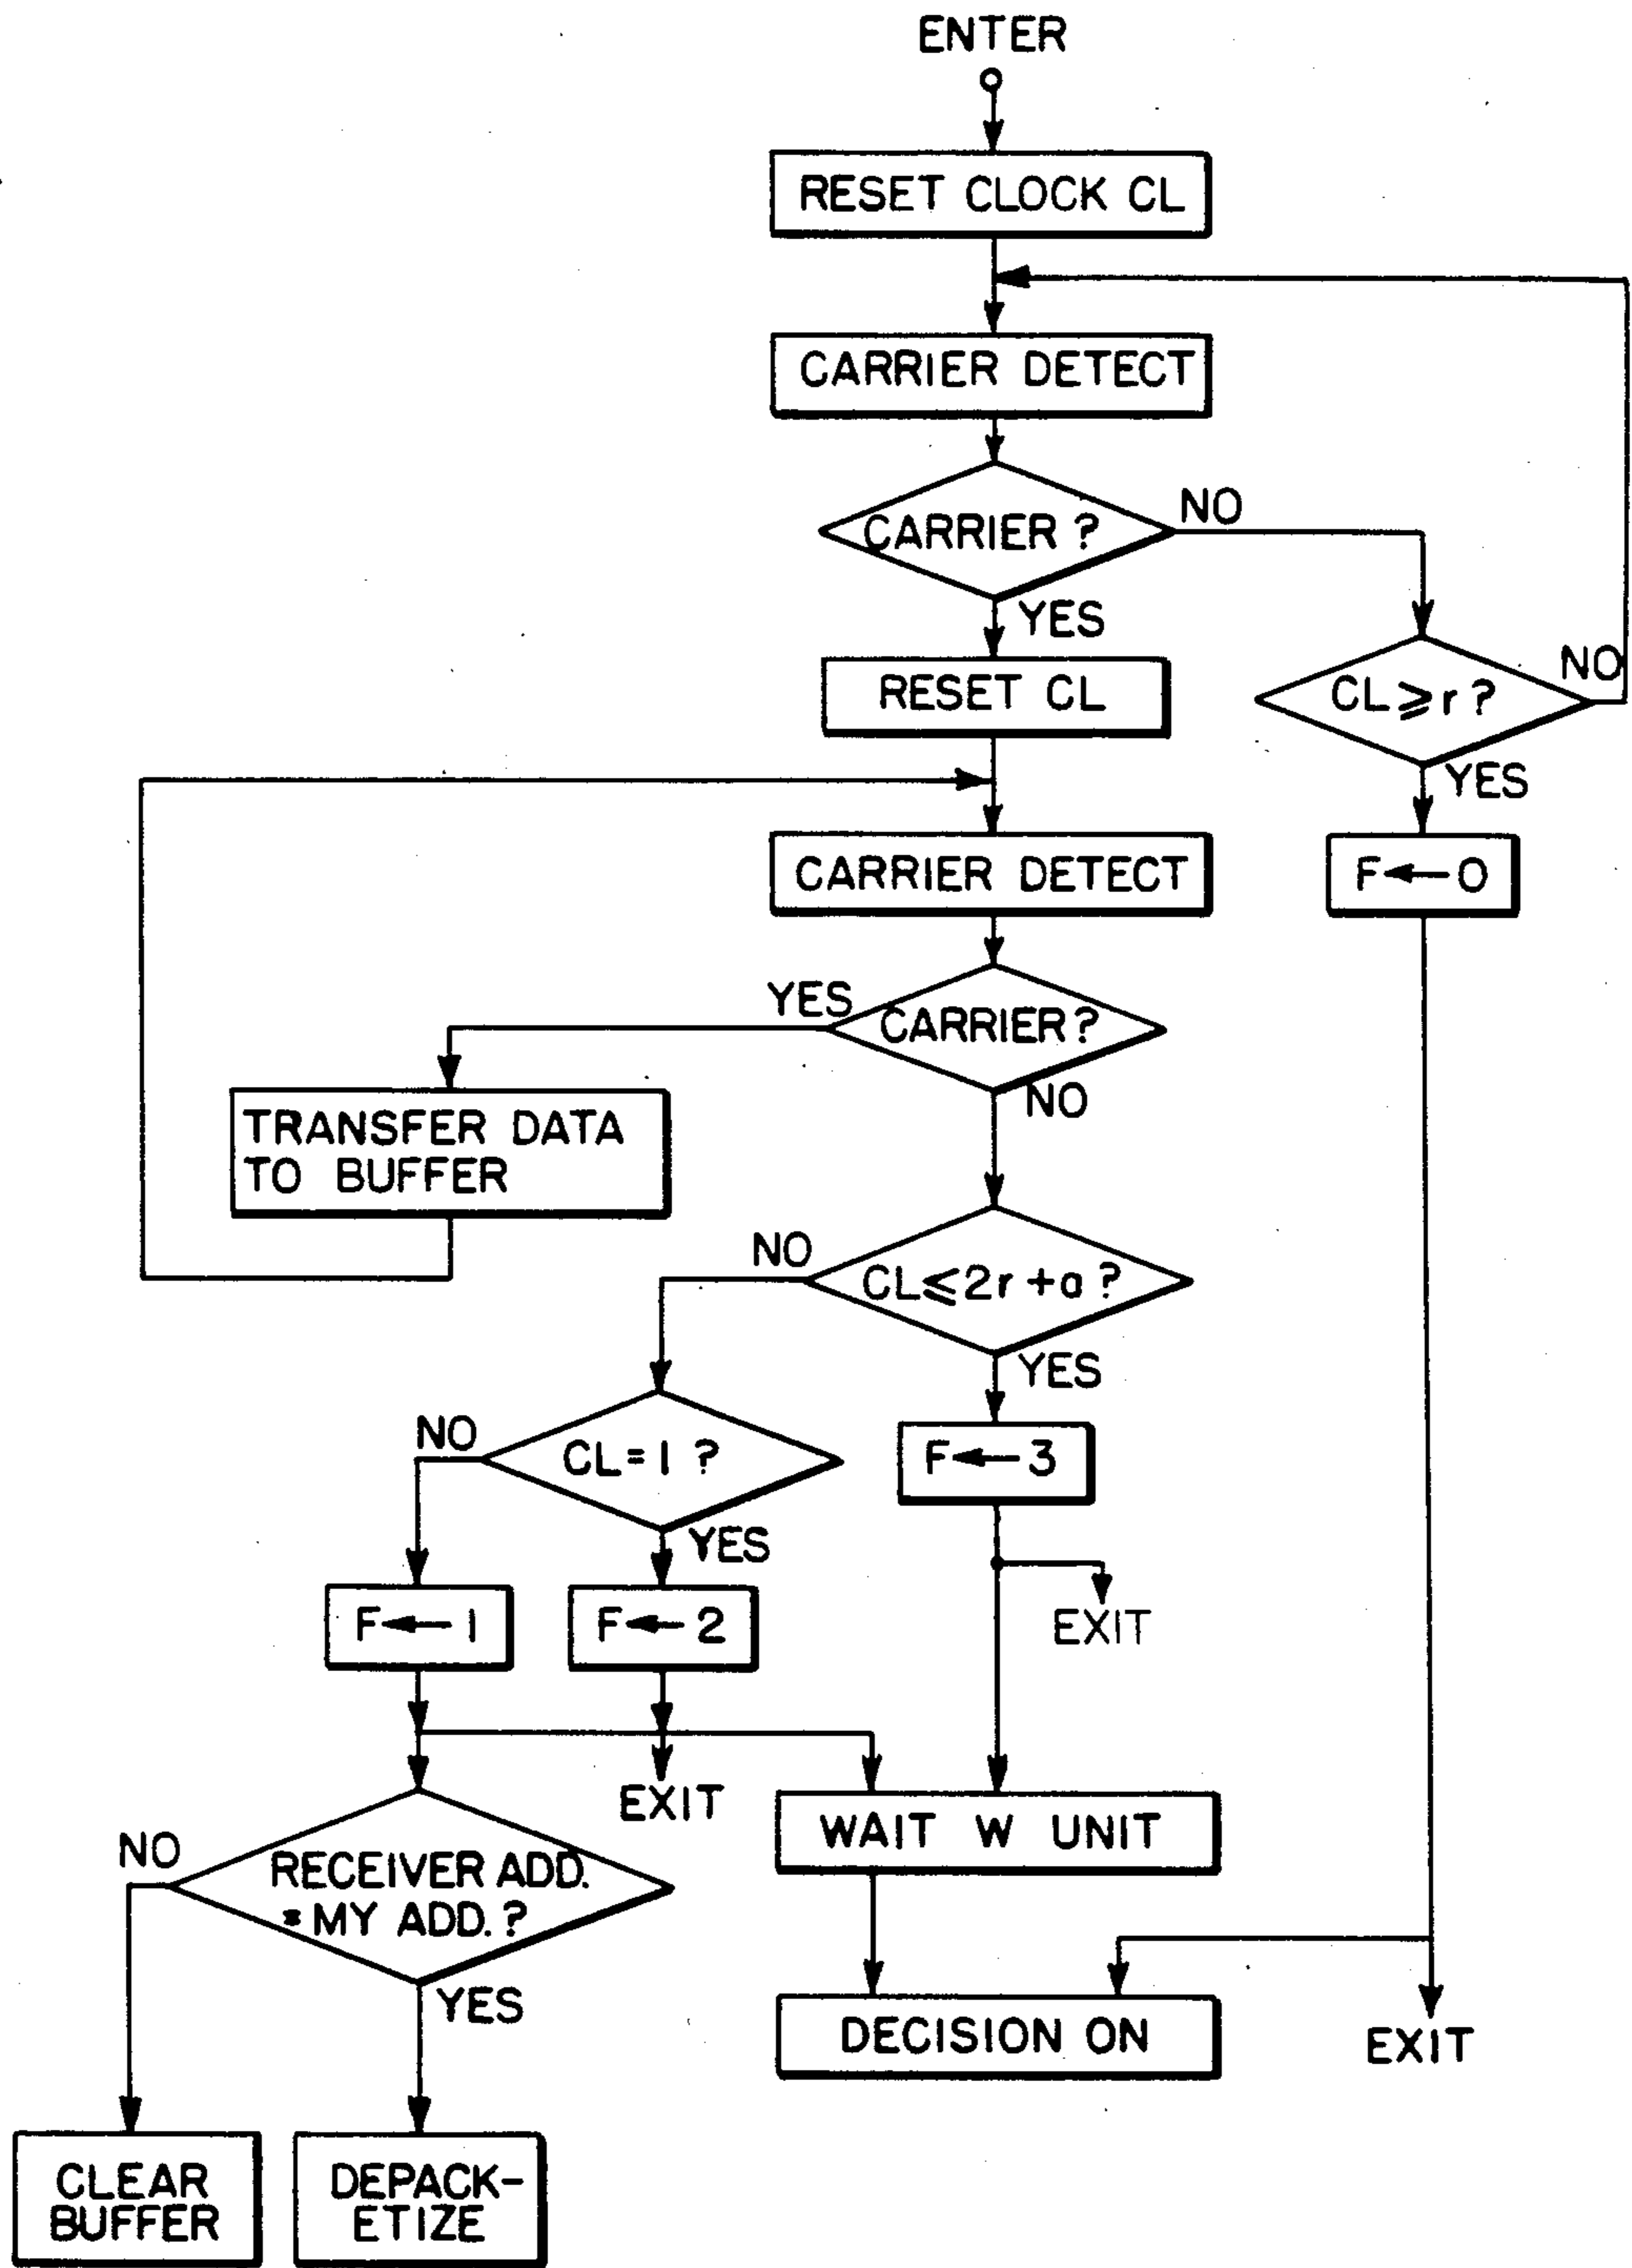 ENTER
RESET CLOCK CL
CARRIER DETECT
CARRIER ?
NO
YES
RESET CL
CL ≥ r ?
NO
YES
F ← 0
CARRIER DETECT
YES
CARRIER ?
NO
TRANSFER DATA
TO BUFFER
NO
CL ≤ 2r + a ?
YES
NO
CL = 1 ?
F ← 3
YES
F ← 1
F ← 2
EXIT
EXIT
WAIT W UNIT
NO
RECEIVER ADD.
= MY ADD. ?
YES
DECISION ON
EXIT
CLEAR
BUFFER
DEPACK-
ETIZE